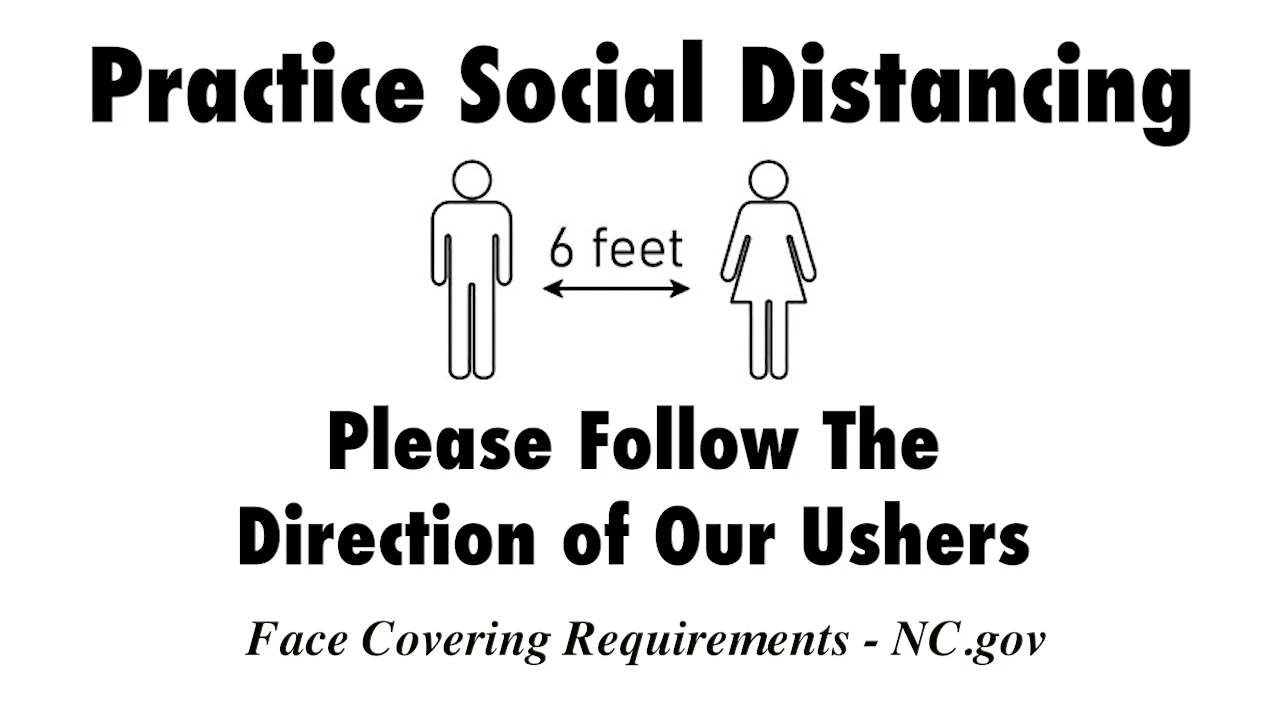 Practice Social Distancing
6 feet
Please Follow The
Direction of Our Ushers
Face Covering Requirements - NC.gov